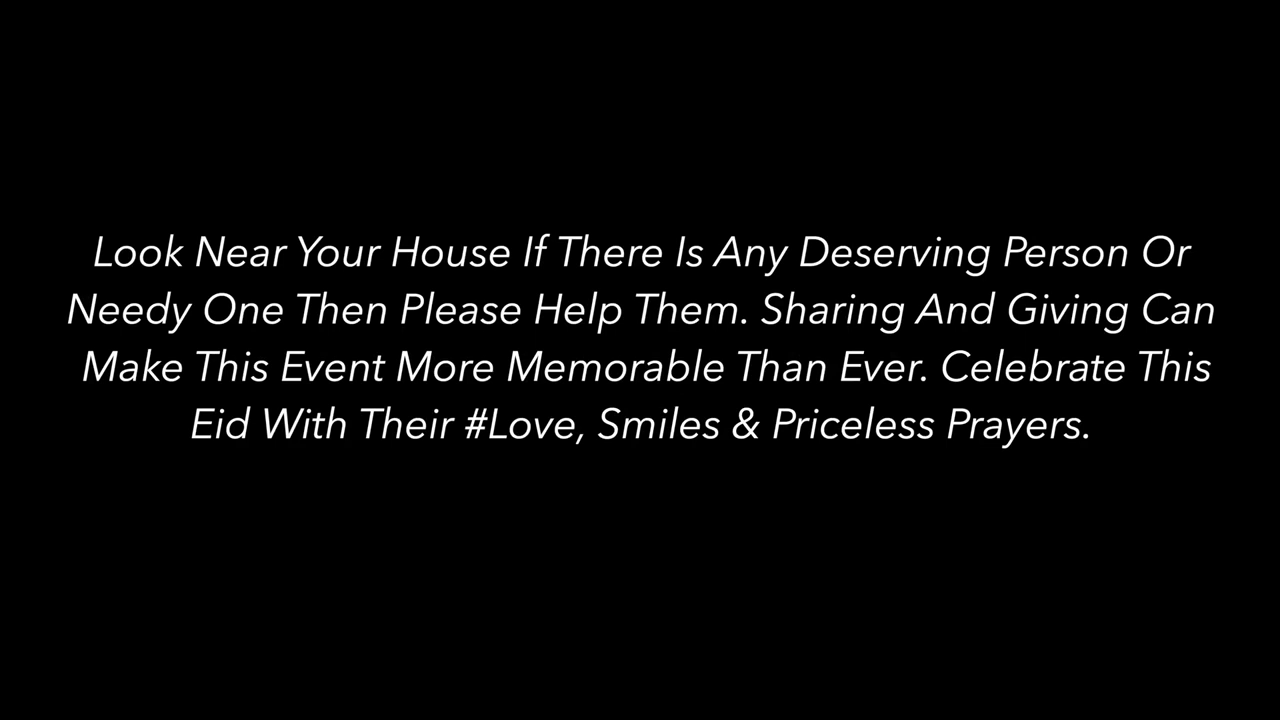 Look Near Your House If There Is Any Deserving Person Or
Needy One Then Please Help Them. Sharing And Giving Can
Make This Event More Memorable Than Ever. Celebrate This
Eid With Their #Love, Smiles & Priceless Prayers.